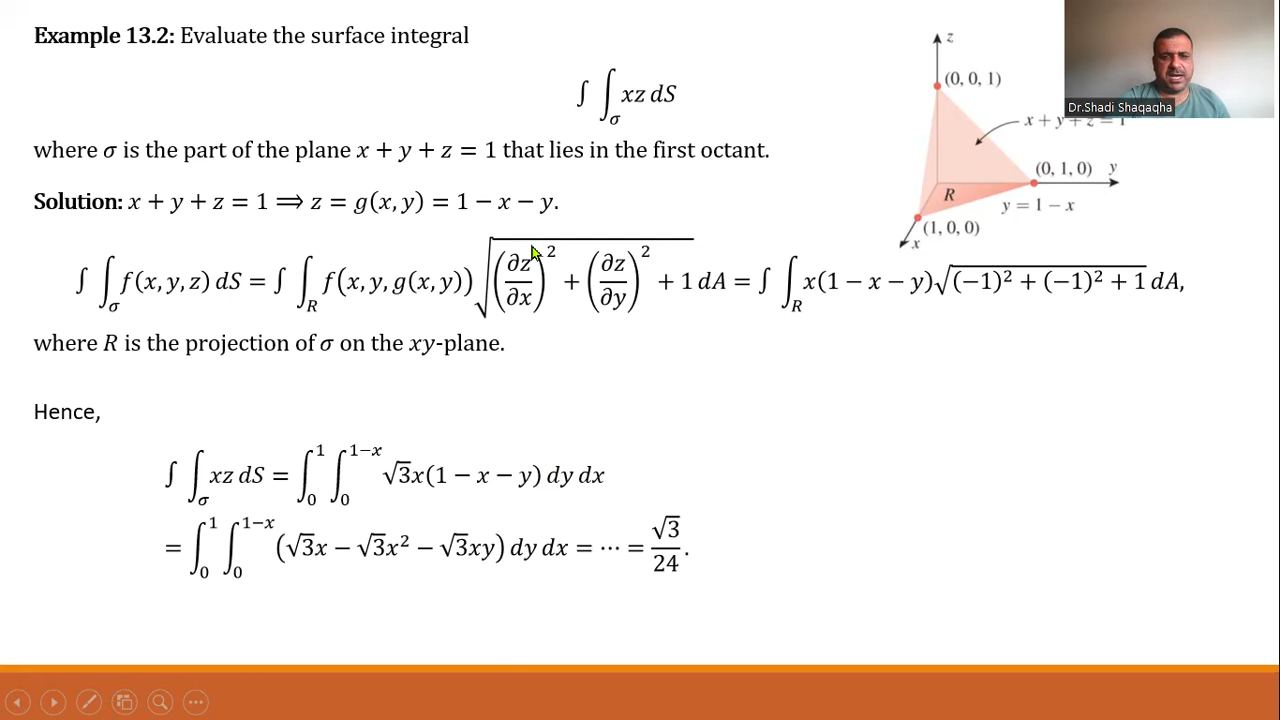 Example 13.2: Evaluate the surface integral
∫∫_σ xz dS
where σ is the part of the plane x + y + z = 1 that lies in the first octant.
Solution: x + y + z = 1 ⟹ z = g(x, y) = 1 − x − y.
∫∫_σ f(x, y, z) dS = ∫∫_R f(x, y, g(x, y)) √((∂z/∂x)² + (∂z/∂y)² + 1) dA = ∫∫_R x(1 − x − y)√((−1)² + (−1)² + 1) dA,
where R is the projection of σ on the xy-plane.
Hence,
∫∫_σ xz dS = ∫_0^1 ∫_0^{1−x} √3x(1 − x − y) dy dx
= ∫_0^1 ∫_0^{1−x} (√3x − √3x² − √3xy) dy dx = ⋯ = √3/24.
z
(0, 0, 1)
x + y + z = 1
(0, 1, 0) y
R
y = 1 − x
(1, 0, 0)
x
Dr.Shadi Shaqaqha